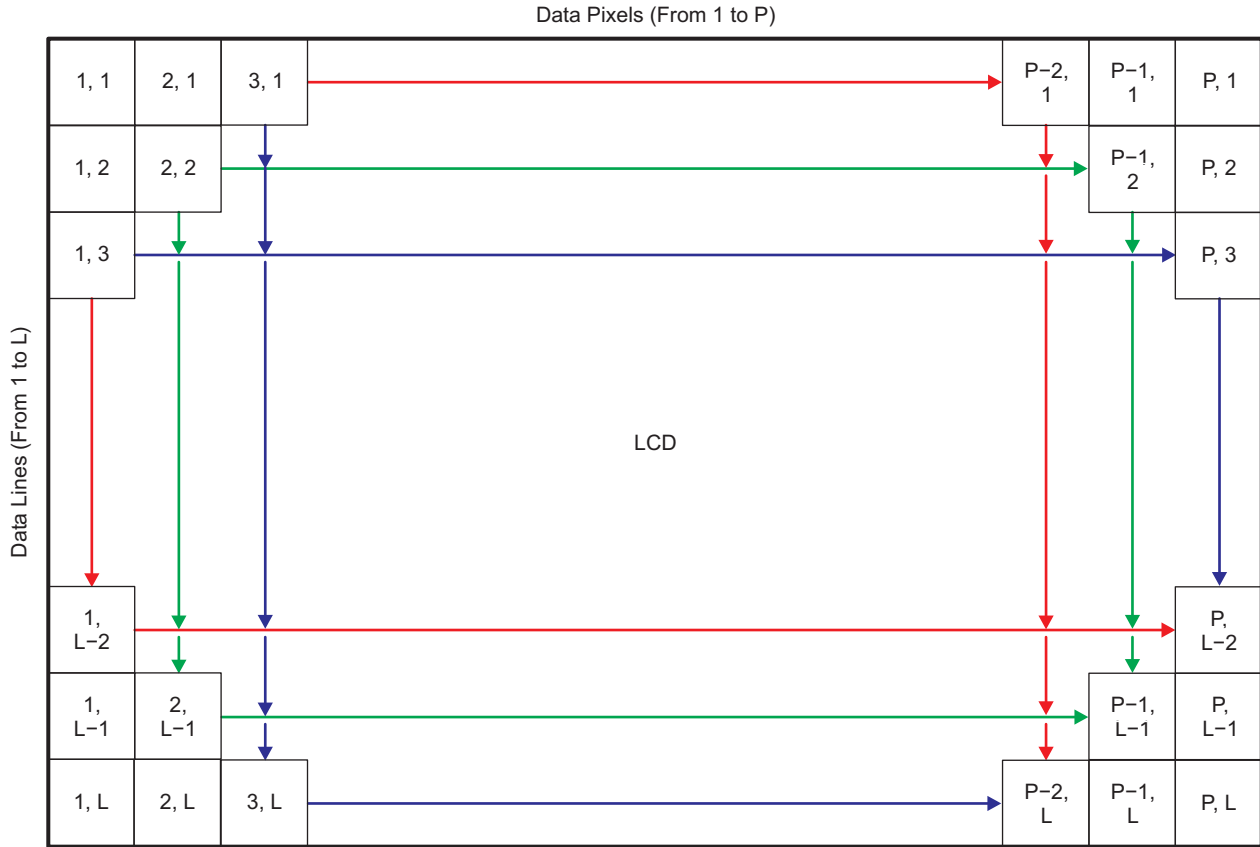 Data Pixels (From 1 to P)
1, 1
2, 1
3, 1
P−2,
1
P−1,
1
P, 1
1, 2
2, 2
P−1,
2
P, 2
1, 3
P, 3
Data Lines (From 1 to L)
LCD
1,
L−2
P,
L−2
1,
L−1
2,
L−1
P−1,
L−1
P,
L−1
1, L
2, L
3, L
P−2,
L
P−1,
L
P, L